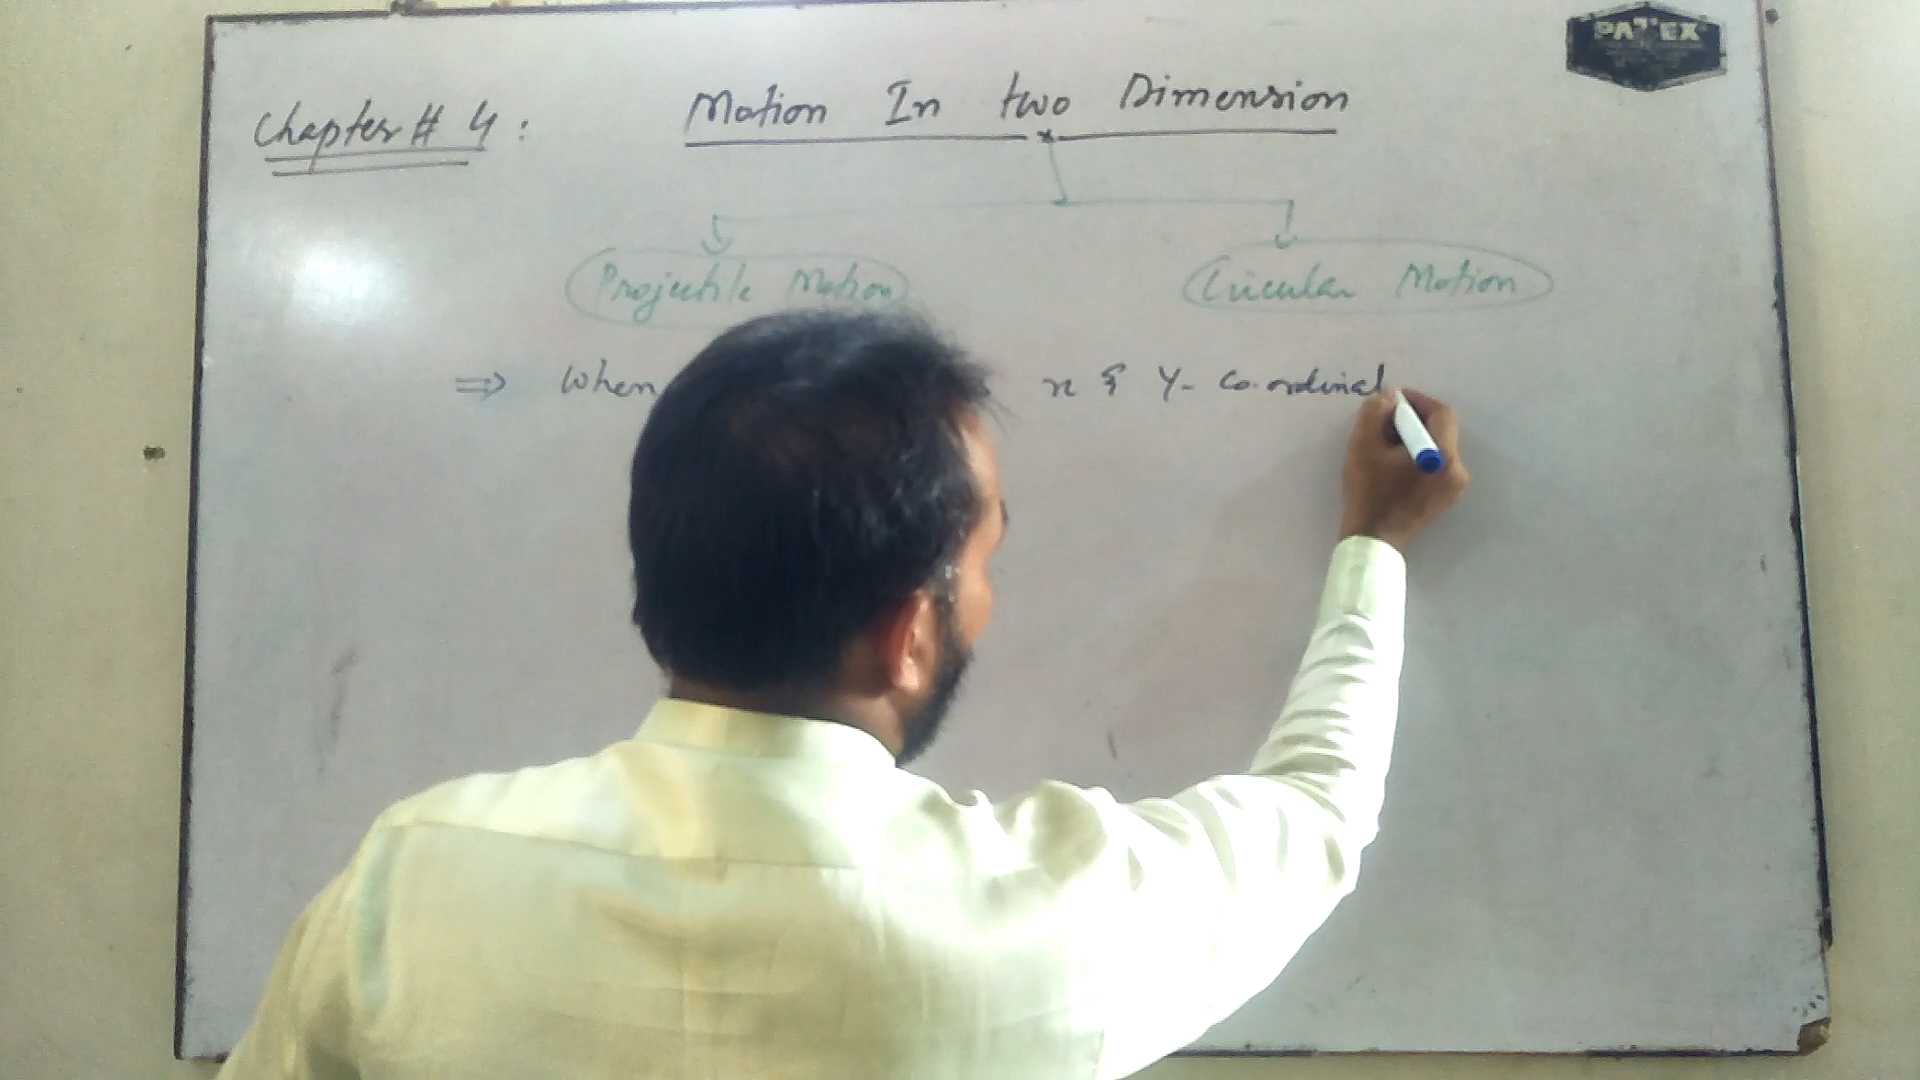 PATEX
Chapter # 4 :
Motion In two Dimension
Projectile Motion
Circular Motion
⇒ When x & Y- Co-ordinat